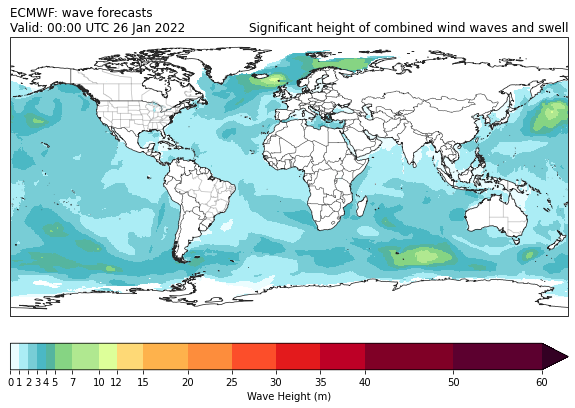 ECMWF: wave forecasts
Valid: 00:00 UTC 26 Jan 2022 Significant height of combined wind waves and swell
0 1 2 3 4 5 7 10 12 15 20 25 30 35 40 50 60
Wave Height (m)